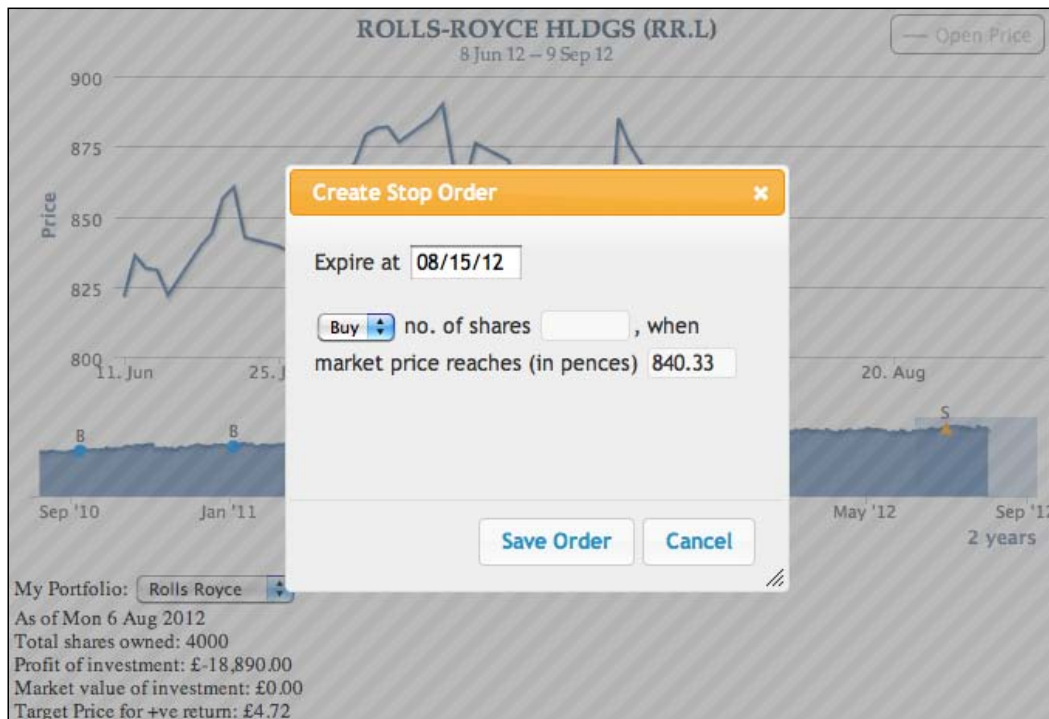 ROLLS-ROYCE HLDGS (RR.L)
8 Jun 12 – 9 Sep 12
Open Price
900
875
850
825
800
Price
11. Jun
25. J
20. Aug
Create Stop Order
×
Expire at 08/15/12
Buy no. of shares , when
market price reaches (in pences) 840.33
Save Order Cancel
B
B
S
Sep '10
Jan '11
May '12
Sep '1
2 years
My Portfolio: Rolls Royce
As of Mon 6 Aug 2012
Total shares owned: 4000
Profit of investment: £-18,890.00
Market value of investment: £0.00
Target Price for +ve return: £4.72